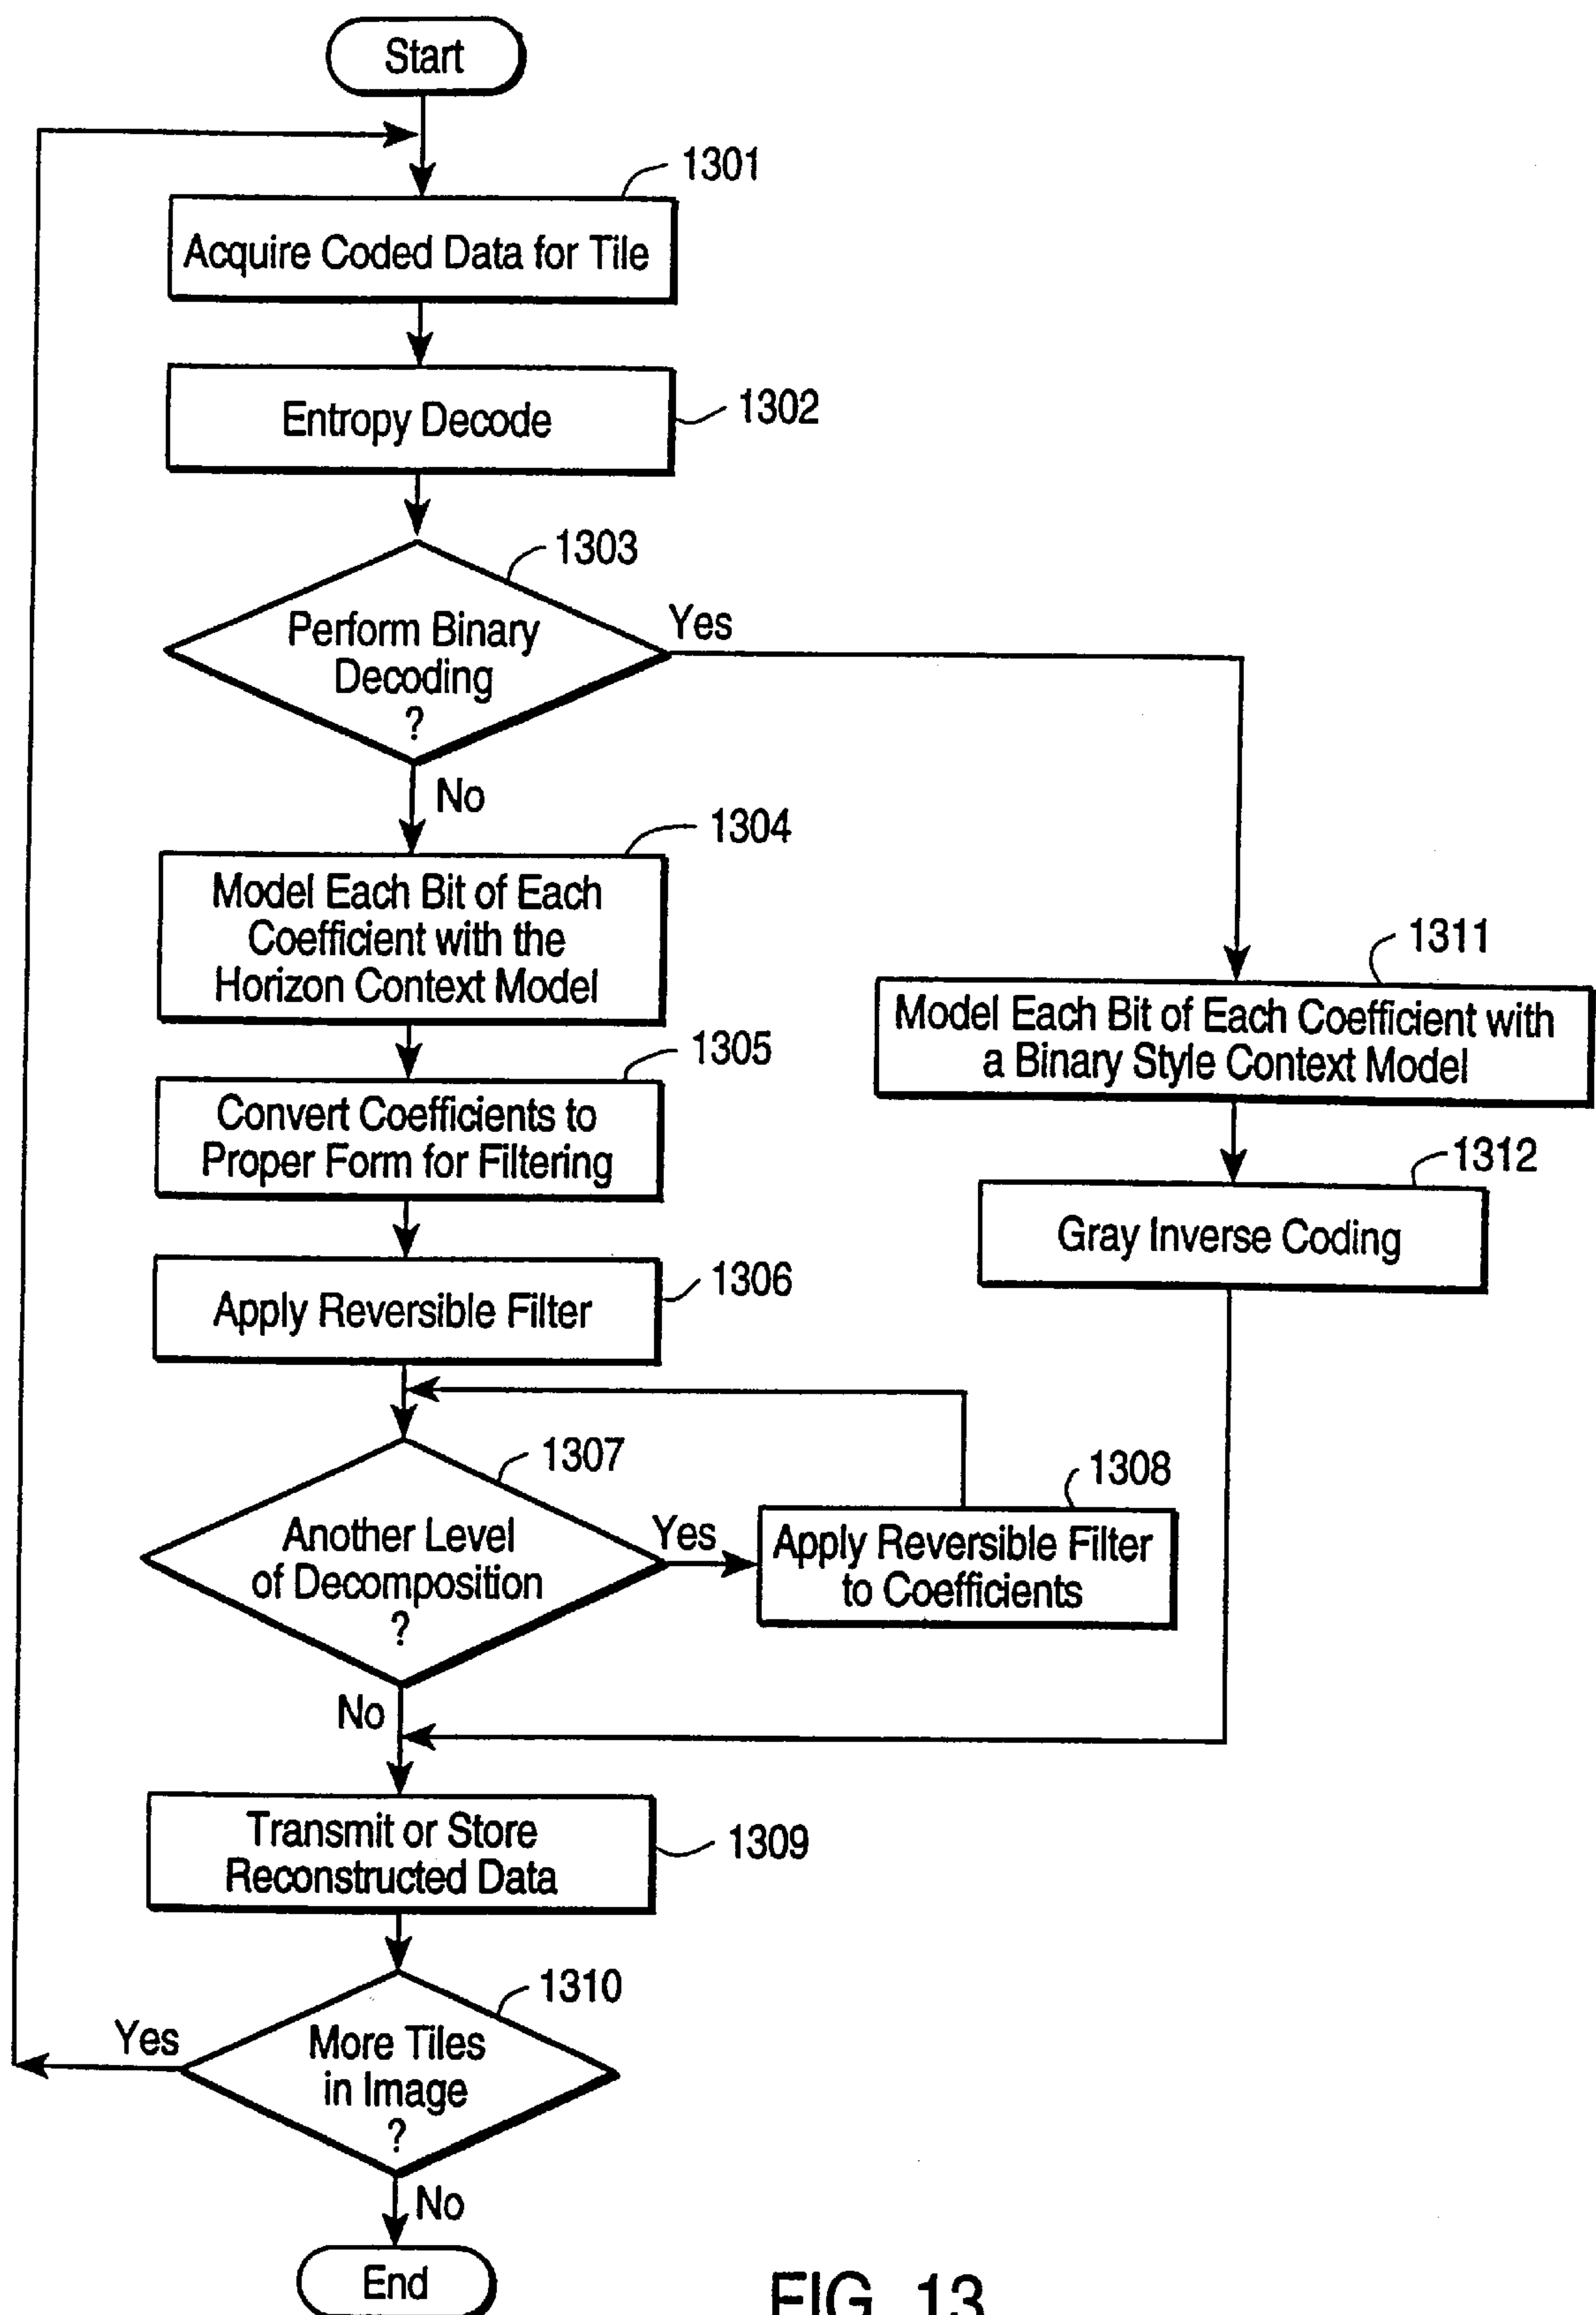 Start
1301
Acquire Coded Data for Tile
Entropy Decode
1302
1303
Perform Binary
Decoding
?
Yes
No
1304
Model Each Bit of Each
Coefficient with the
Horizon Context Model
1311
Model Each Bit of Each Coefficient with
a Binary Style Context Model
1305
Convert Coefficients to
Proper Form for Filtering
1312
Gray Inverse Coding
1306
Apply Reversible Filter
1307
Another Level
of Decomposition
?
Yes
1308
Apply Reversible Filter
to Coefficients
No
Transmit or Store
Reconstructed Data
1309
1310
More Tiles
in Image
?
Yes
No
End
FIG. 13